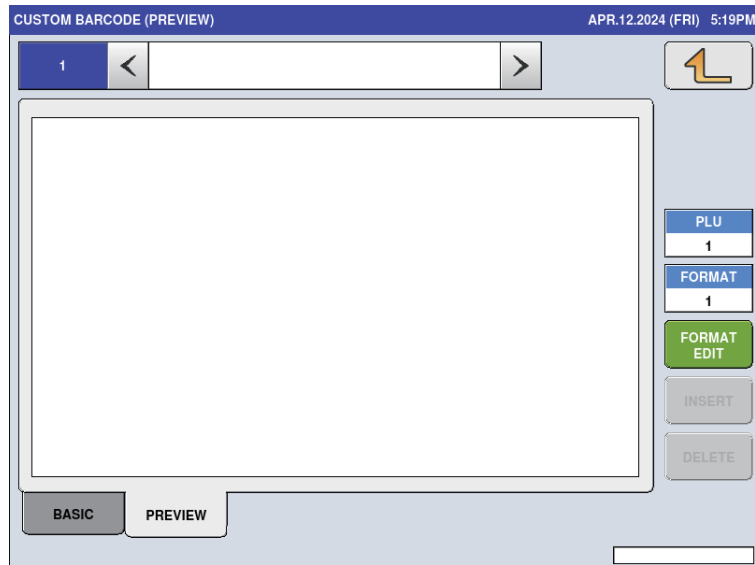 CUSTOM BARCODE (PREVIEW) APR.12.2024 (FRI) 5:19PM
1
PLU
1
FORMAT
1
FORMAT
EDIT
INSERT
DELETE
BASIC PREVIEW